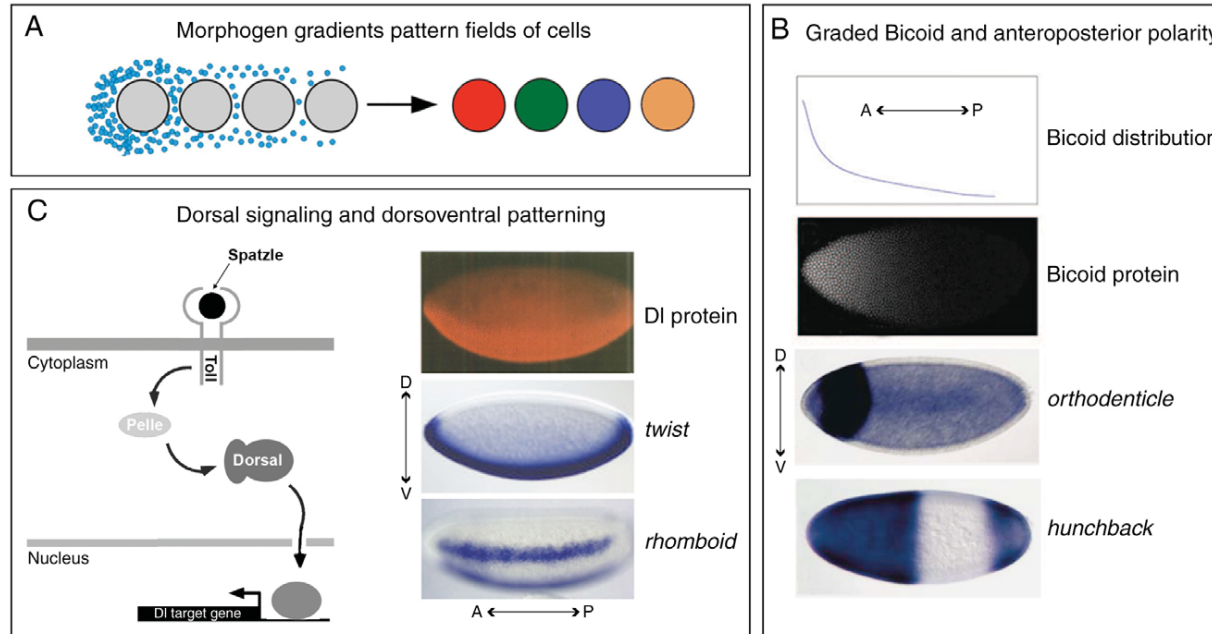 A
Morphogen gradients pattern fields of cells
B
Graded Bicoid and anteroposterior polarity
A P
Bicoid distribution
Bicoid protein
D
V
orthodenticle
hunchback
C
Dorsal signaling and dorsoventral patterning
Spatzle
Cytoplasm
Toll
Pelle
Dorsal
Nucleus
Dl target gene
Dl protein
D
V
twist
rhomboid
A P